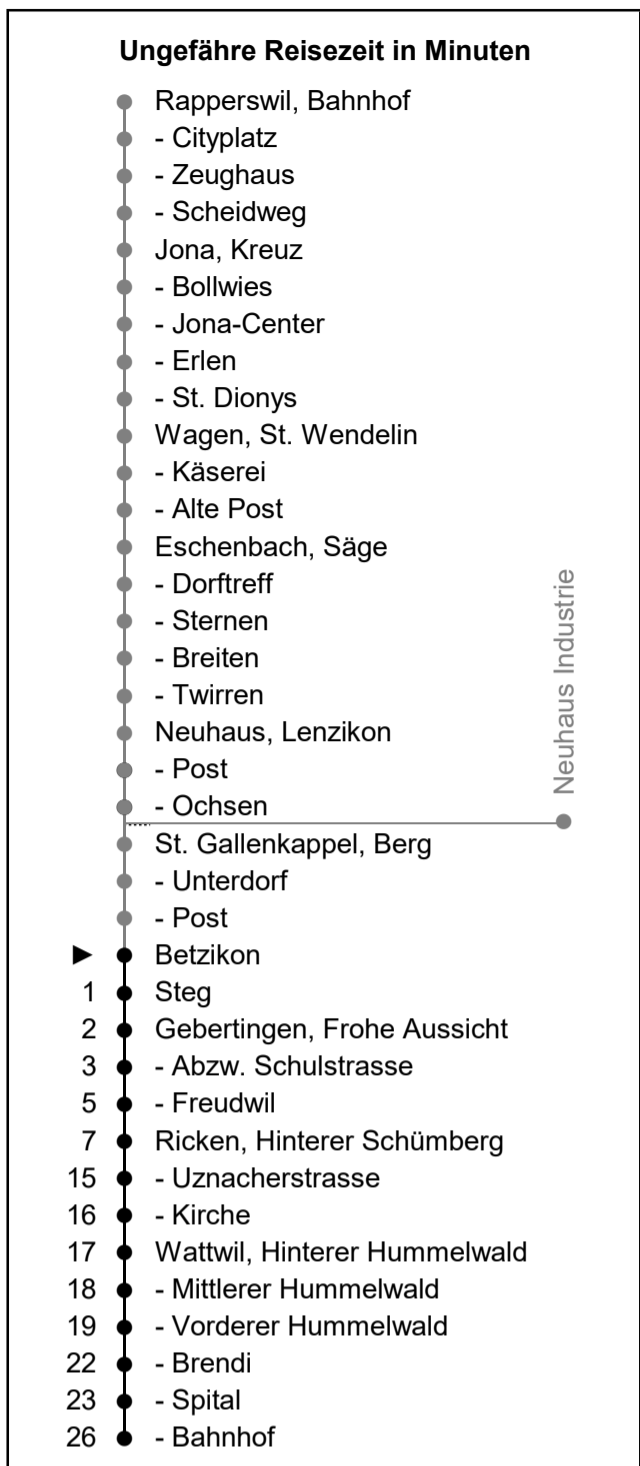 Ungefähre Reisezeit in Minuten
Rapperswil, Bahnhof
- Cityplatz
- Zeughaus
- Scheidweg
Jona, Kreuz
- Bollwies
- Jona-Center
- Erlen
- St. Dionys
Wagen, St. Wendelin
- Käserei
- Alte Post
Eschenbach, Säge
- Dorftreff
- Sternen
- Breiten
- Twirren
Neuhaus, Lenzikon
- Post
- Ochsen
Neuhaus Industrie
St. Gallenkappel, Berg
- Unterdorf
- Post
► Betzikon
1 Steg
2 Gebertingen, Frohe Aussicht
3 - Abzw. Schulstrasse
5 - Freudwil
7 Ricken, Hinterer Schümberg
15 - Uznacherstrasse
16 - Kirche
17 Wattwil, Hinterer Hummelwald
18 - Mittlerer Hummelwald
19 - Vorderer Hummelwald
22 - Brendi
23 - Spital
26 - Bahnhof